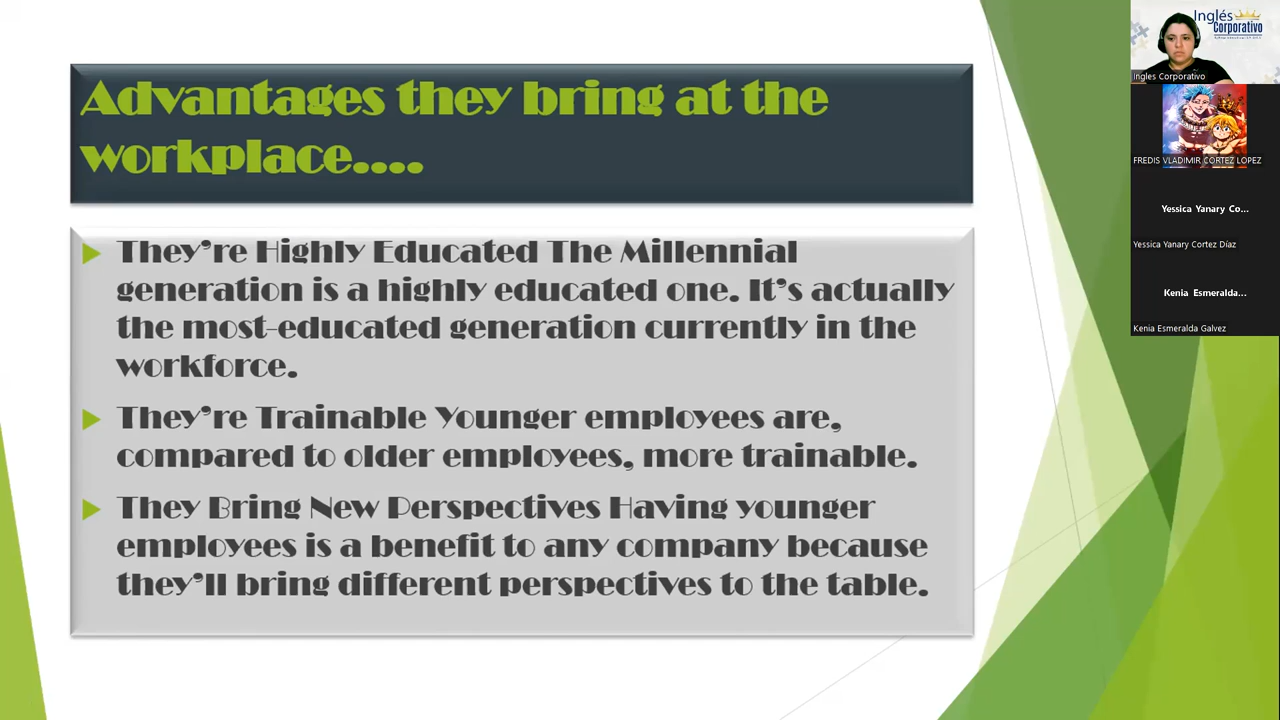 Advantages they bring at the
workplace....
They're Highly Educated The Millennial
generation is a highly educated one. It's actually
the most-educated generation currently in the
workforce.
They're Trainable Younger employees are,
compared to older employees, more trainable.
They Bring New Perspectives Having younger
employees is a benefit to any company because
they'll bring different perspectives to the table.
Inglés
Corporativo
Ingles Corporativo
FREDIS VLADIMIR CORTEZ LOPEZ
Yessica Yanary Co...
Yessica Yanary Cortez Díaz
Kenia Esmeralda...
Kenia Esmeralda Galvez